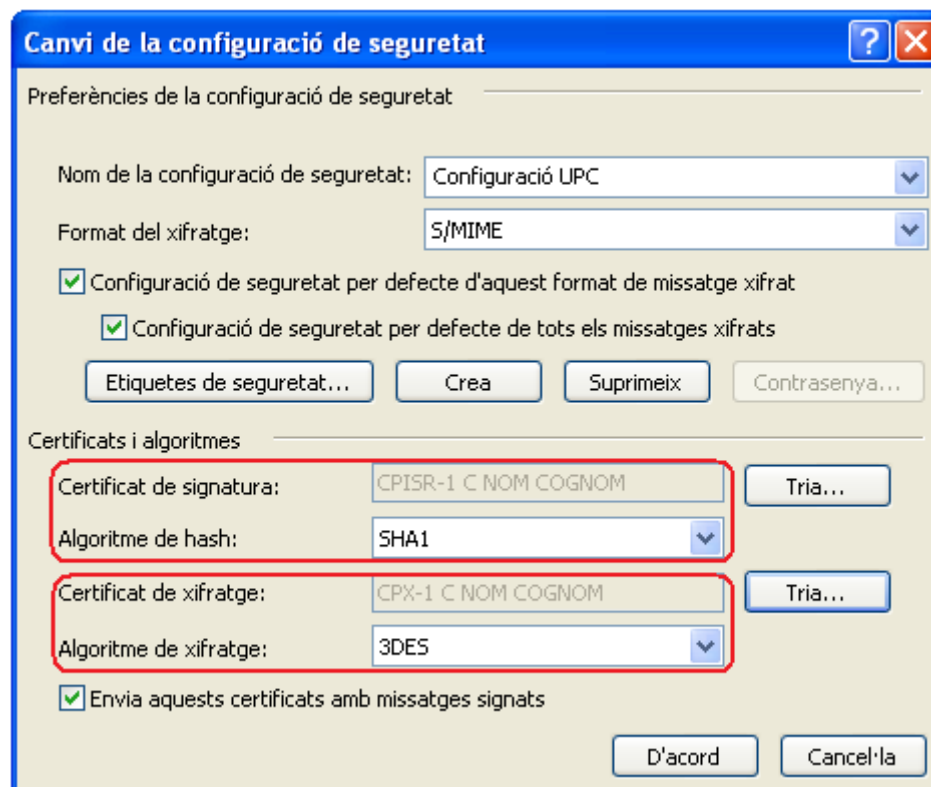 Canvi de la configuració de seguretat
Preferències de la configuració de seguretat
Nom de la configuració de seguretat: Configuració UPC
Format del xifratge: S/MIME
Configuració de seguretat per defecte d'aquest format de missatge xifrat
Configuració de seguretat per defecte de tots els missatges xifrats
Etiquetes de seguretat... Crea Suprimeix Contrasenya...
Certificats i algoritmes
Certificat de signatura: CPISR-1 C NOM COGNOM Tria...
Algoritme de hash: SHA1
Certificat de xifratge: CPX-1 C NOM COGNOM Tria...
Algoritme de xifratge: 3DES
Envia aquests certificats amb missatges signats
D'acord Cancel·la